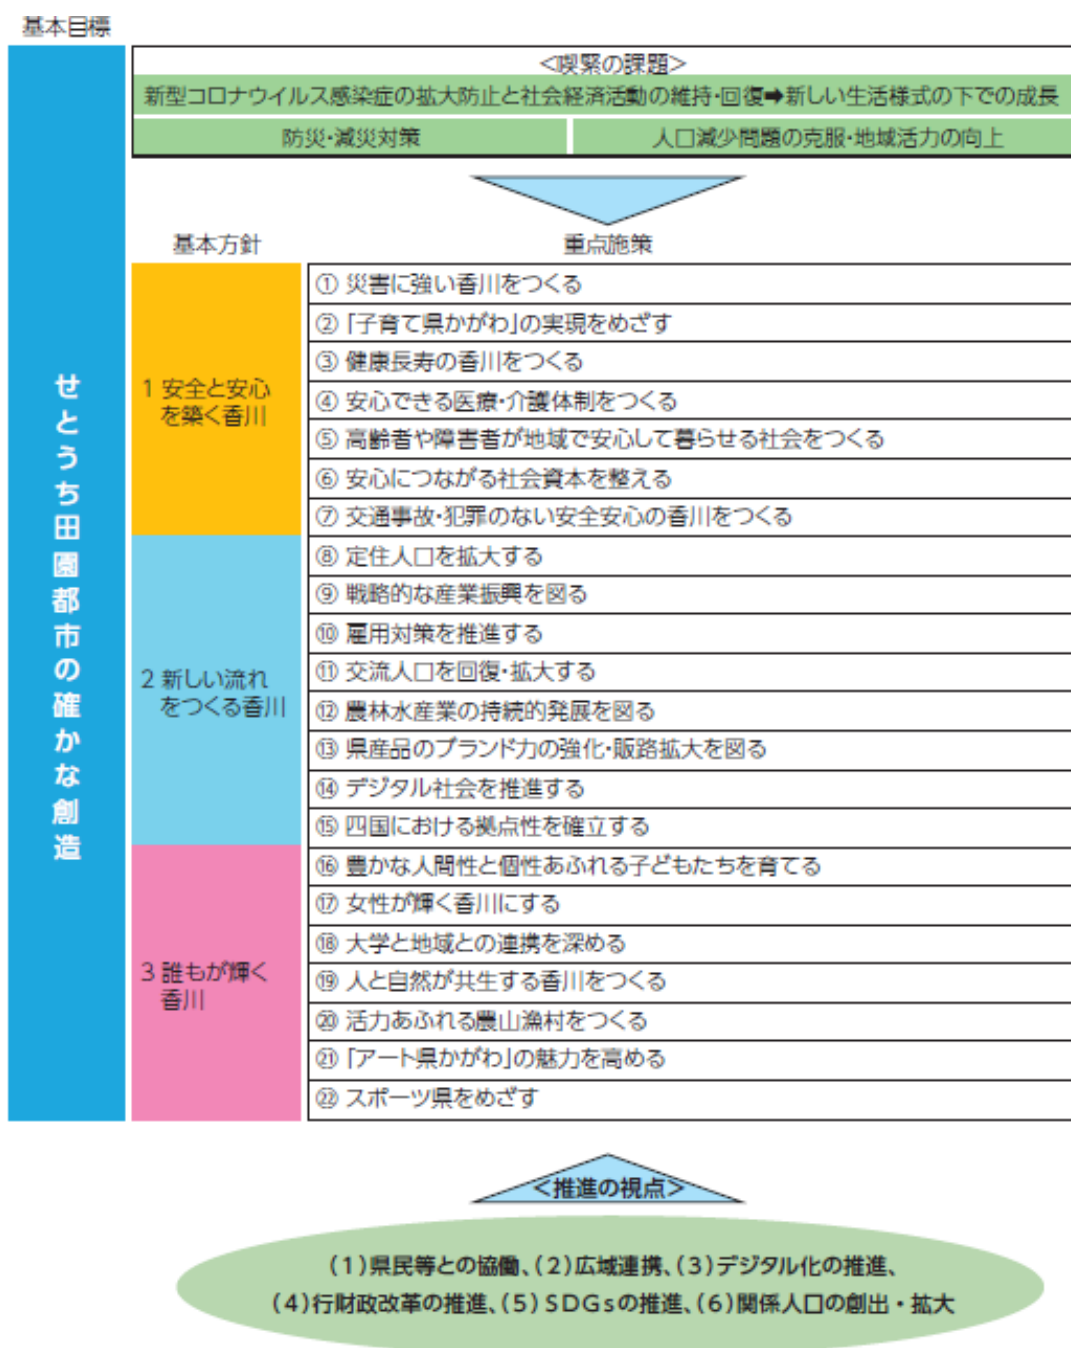 基本目標
<喫緊の課題>
新型コロナウイルス感染症の拡大防止と社会経済活動の維持・回復➡新しい生活様式の下での成長
防災・減災対策
人口減少問題の克服・地域活力の向上
せとうち田園都市の確かな創造
基本方針
重点施策
1 安全と安心
を築く香川
① 災害に強い香川をつくる
② 「子育て県かがわ」の実現をめざす
③ 健康長寿の香川をつくる
④ 安心できる医療・介護体制をつくる
⑤ 高齢者や障害者が地域で安心して暮らせる社会をつくる
⑥ 安心につながる社会資本を整える
⑦ 交通事故・犯罪のない安全安心の香川をつくる
2 新しい流れ
をつくる香川
⑧ 定住人口を拡大する
⑨ 戦略的な産業振興を図る
⑩ 雇用対策を推進する
⑪ 交流人口を回復・拡大する
⑫ 農林水産業の持続的発展を図る
⑬ 県産品のブランド力の強化・販路拡大を図る
⑭ デジタル社会を推進する
⑮ 四国における拠点性を確立する
3 誰もが輝く
香川
⑯ 豊かな人間性と個性あふれる子どもたちを育てる
⑰ 女性が輝く香川にする
⑱ 大学と地域との連携を深める
⑲ 人と自然が共生する香川をつくる
⑳ 活力あふれる農山漁村をつくる
㉑ 「アート県かがわ」の魅力を高める
㉒ スポーツ県をめざす
<推進の視点>
(1)県民等との協働、(2)広域連携、(3)デジタル化の推進、
(4)行財政改革の推進、(5)SDGsの推進、(6)関係人口の創出・拡大